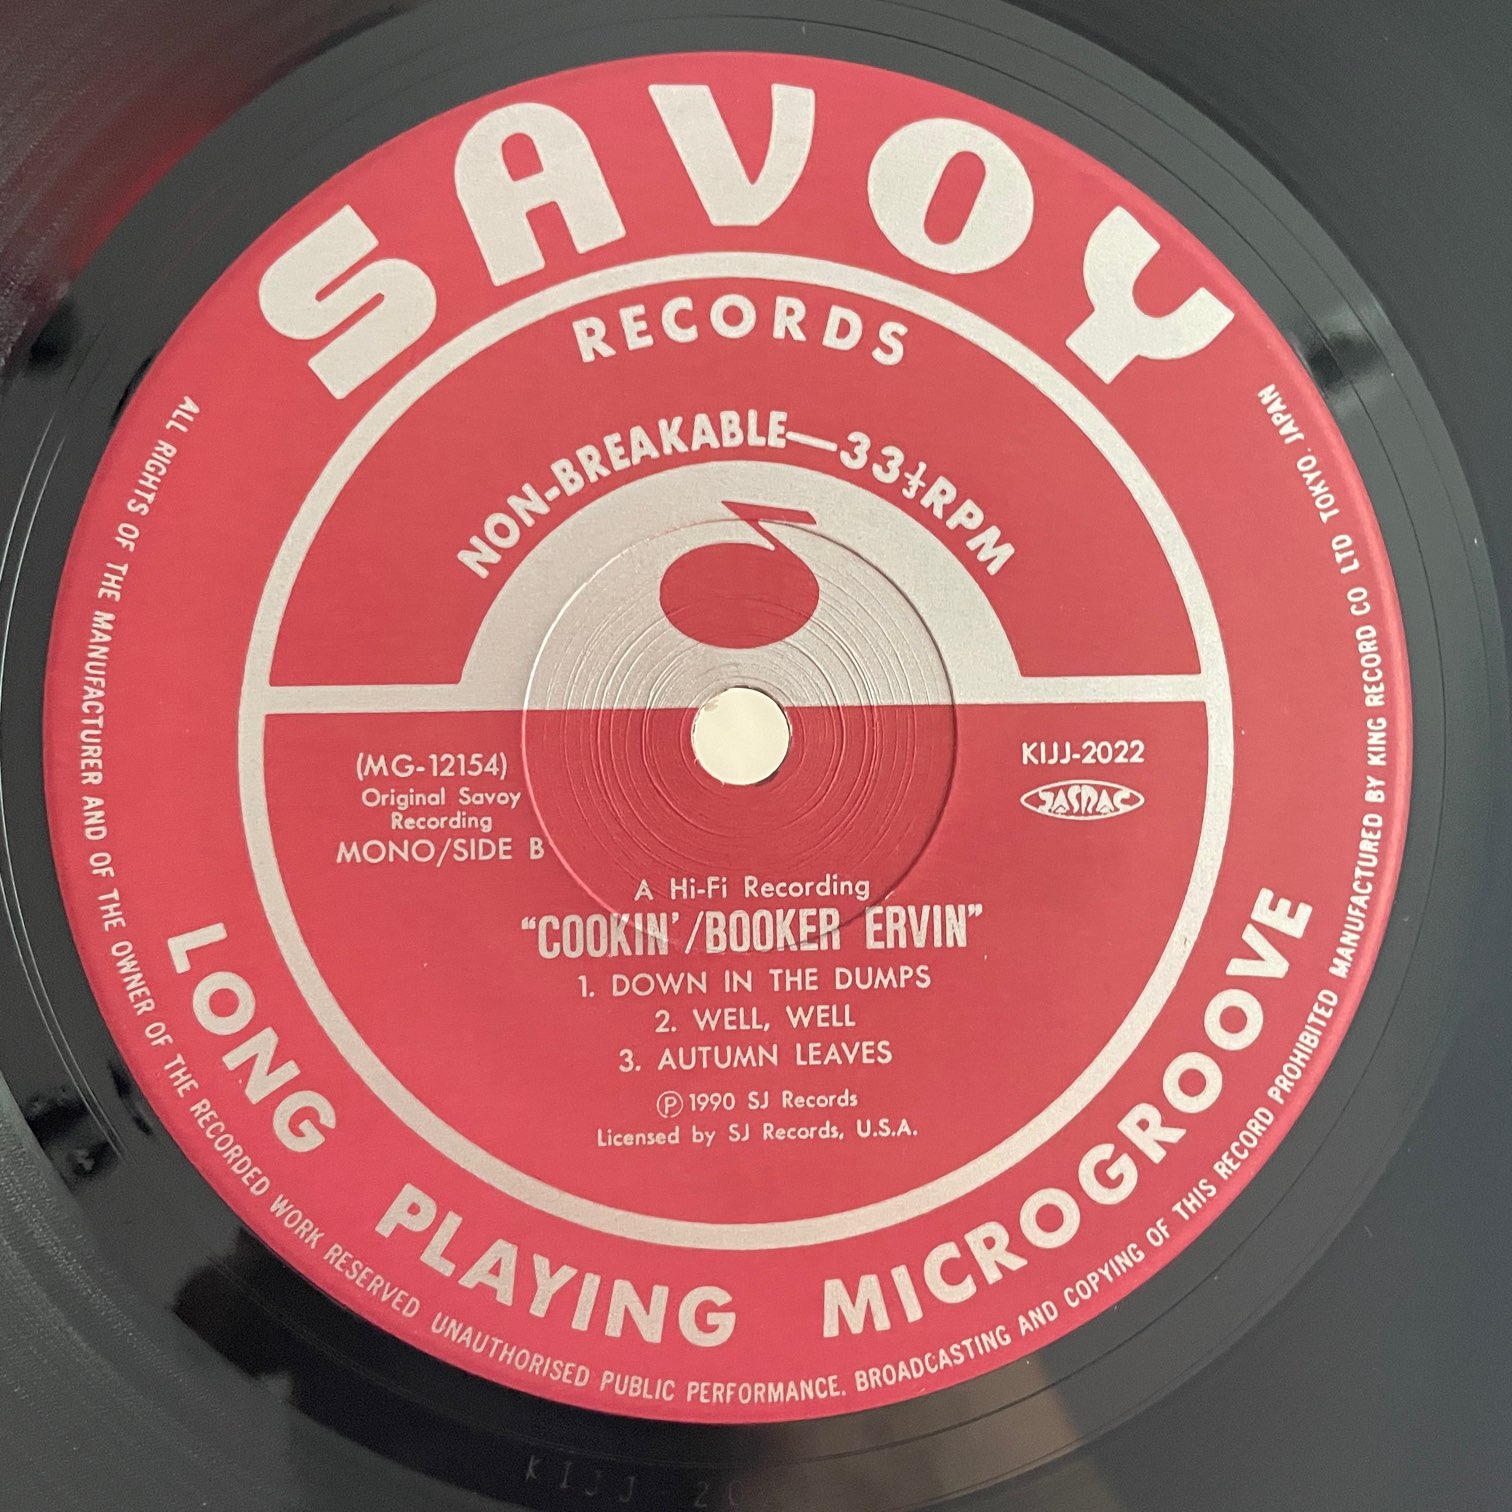 SAVOY
RECORDS
NON-BREAKABLE—33⅓RPM
(MG-12154)
Original Savoy
Recording
MONO/SIDE B
KIJJ-2022
JASRAC
A Hi-Fi Recording
"COOKIN'/BOOKER ERVIN"
1. DOWN IN THE DUMPS
2. WELL, WELL
3. AUTUMN LEAVES
Ⓟ1990 SJ Records
Licensed by SJ Records, U.S.A.
LONG PLAYING MICROGROOVE
ALL RIGHTS OF THE MANUFACTURER AND OF THE OWNER OF THE RECORDED WORK RESERVED UNAUTHORISED PUBLIC PERFORMANCE. BROADCASTING AND COPYING OF THIS RECORD PROHIBITED MANUFACTURED BY KING RECORD CO LTD TOKYO. JAPAN
KIJJ 20